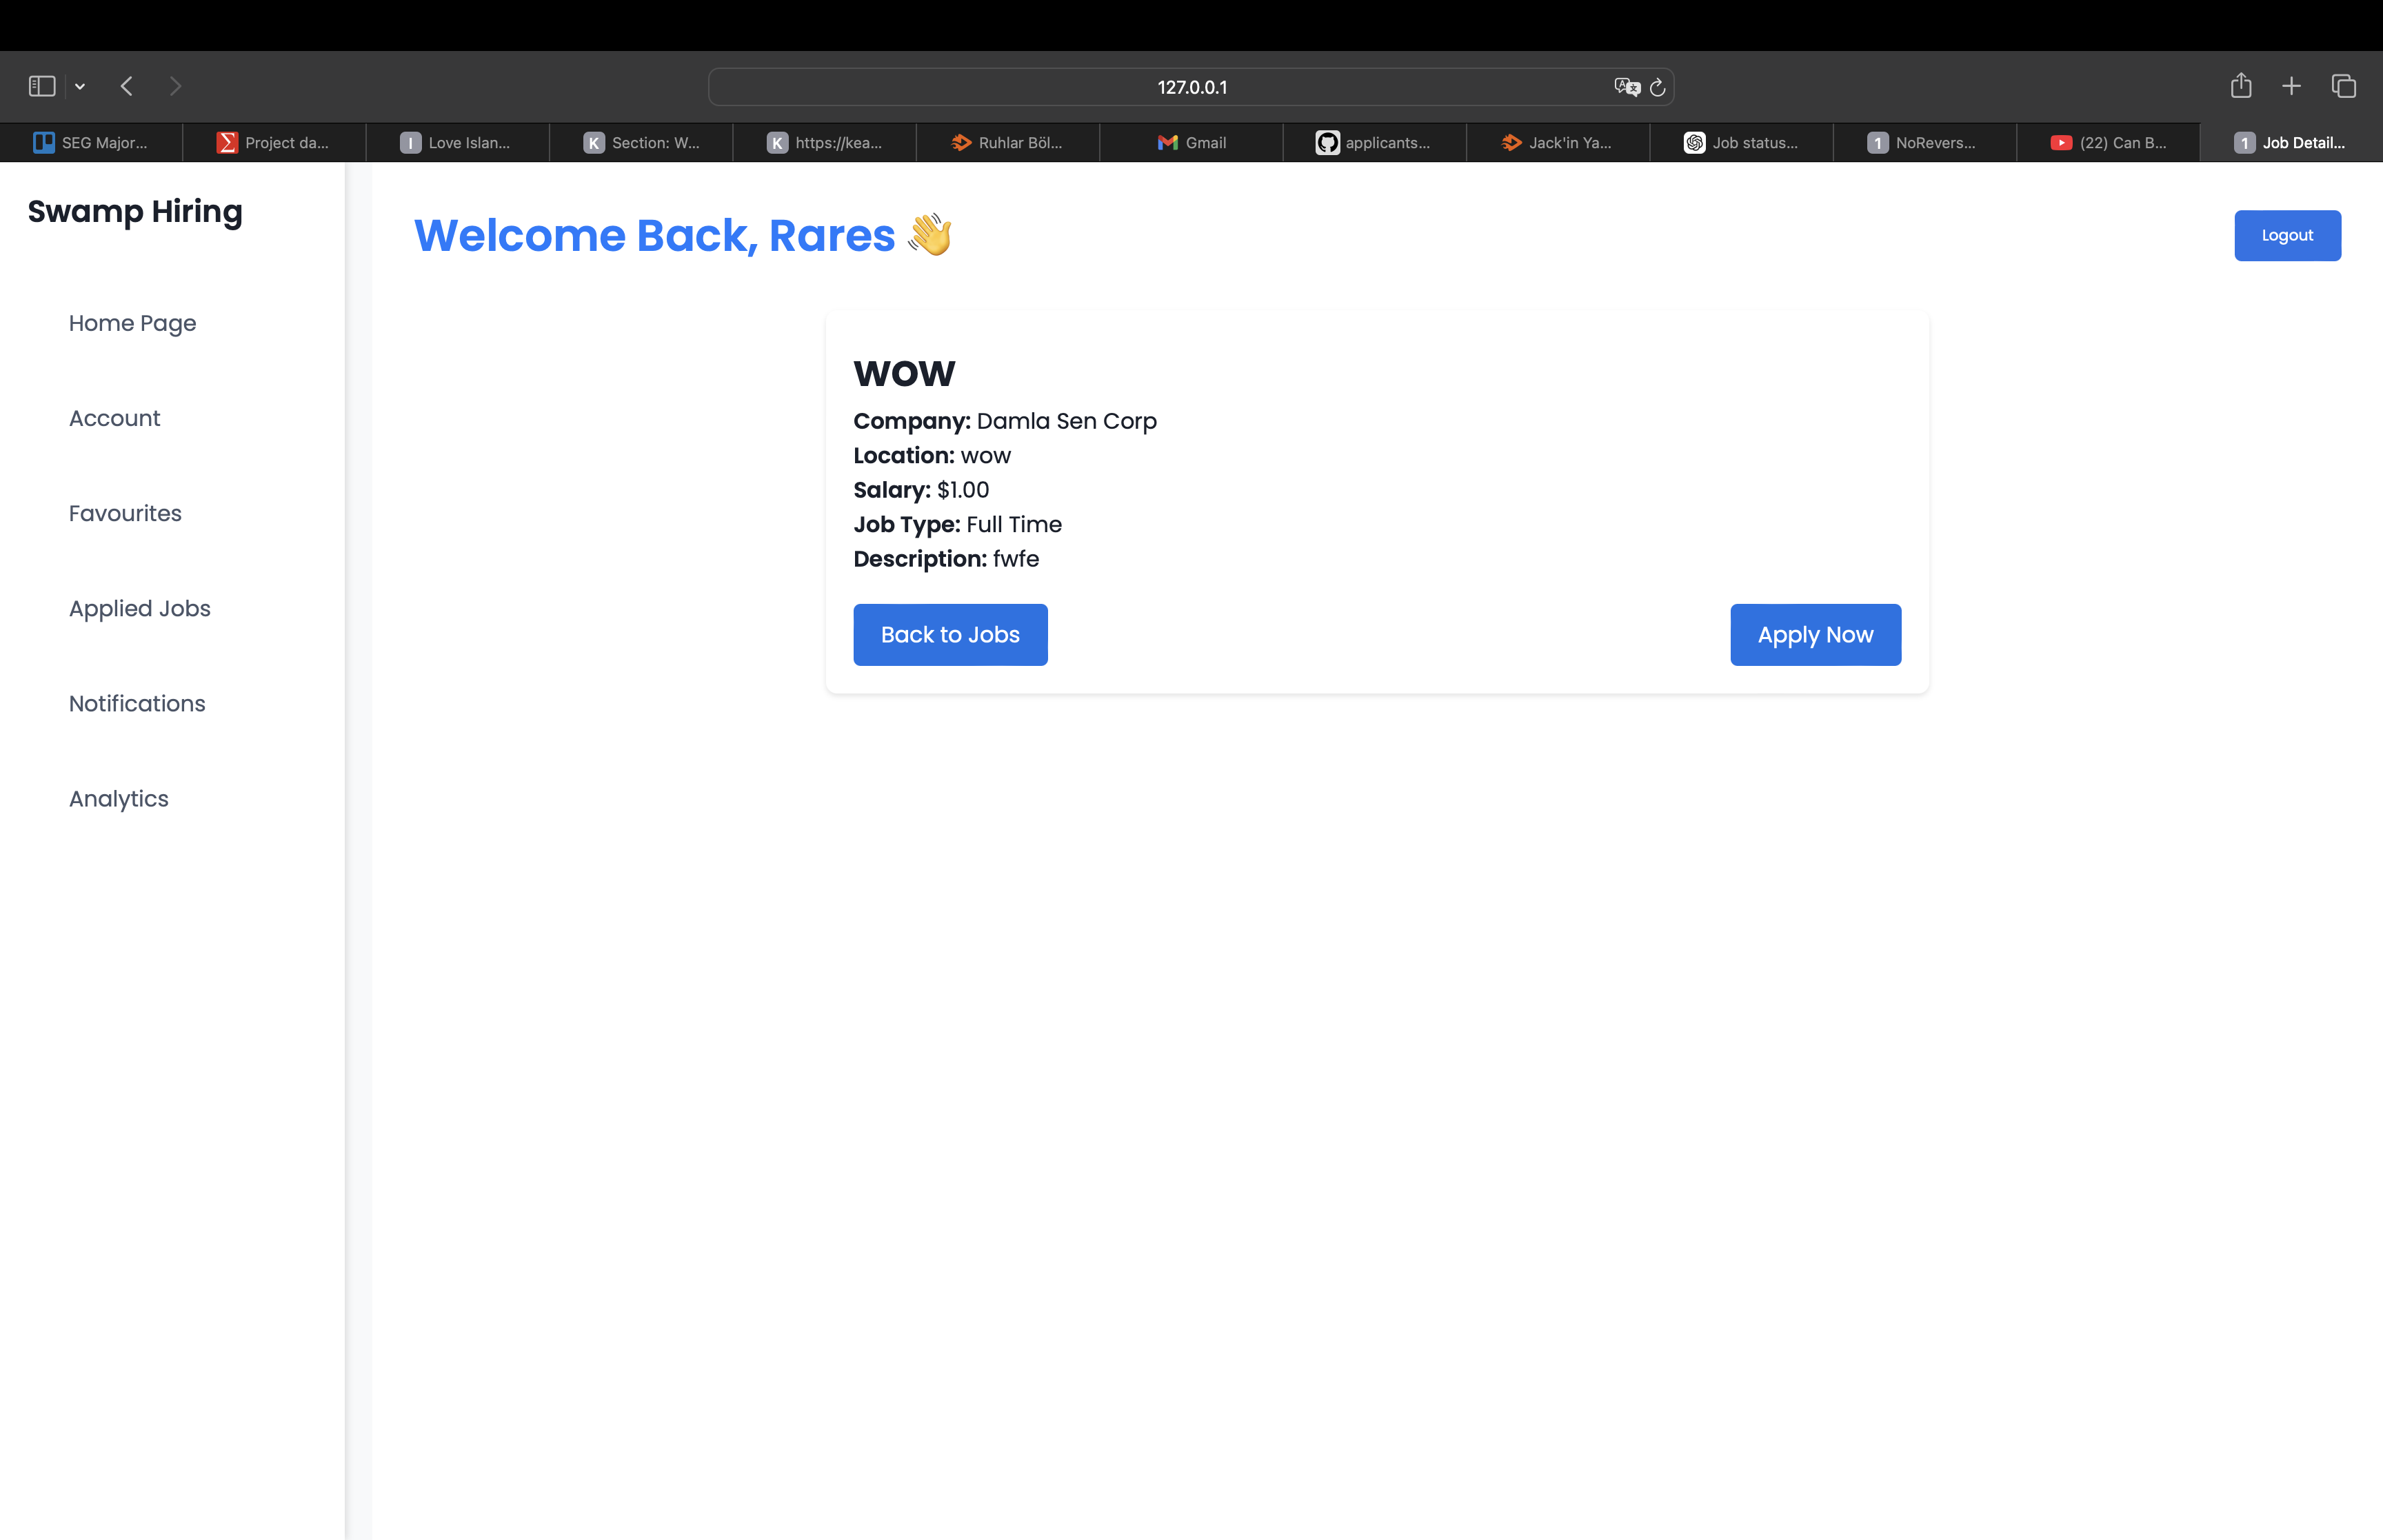 127.0.0.1
SEG Major...
Project da...
I Love Islan...
K Section: W...
K https://kea...
Ruhlar Böl...
Gmail
applicants...
Jack'in Ya...
Job status...
1 NoRevers...
(22) Can B...
1 Job Detail...
Swamp Hiring
Home Page
Account
Favourites
Applied Jobs
Notifications
Analytics
Welcome Back, Rares 👋
Logout
wow
Company: Damla Sen Corp
Location: wow
Salary: $1.00
Job Type: Full Time
Description: fwfe
Back to Jobs
Apply Now